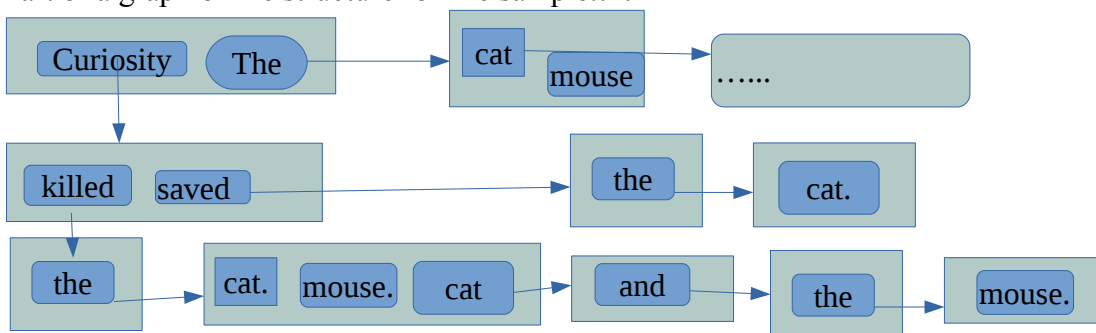 Curiosity The cat mouse …...
killed saved the cat.
the cat. mouse. cat and the mouse.